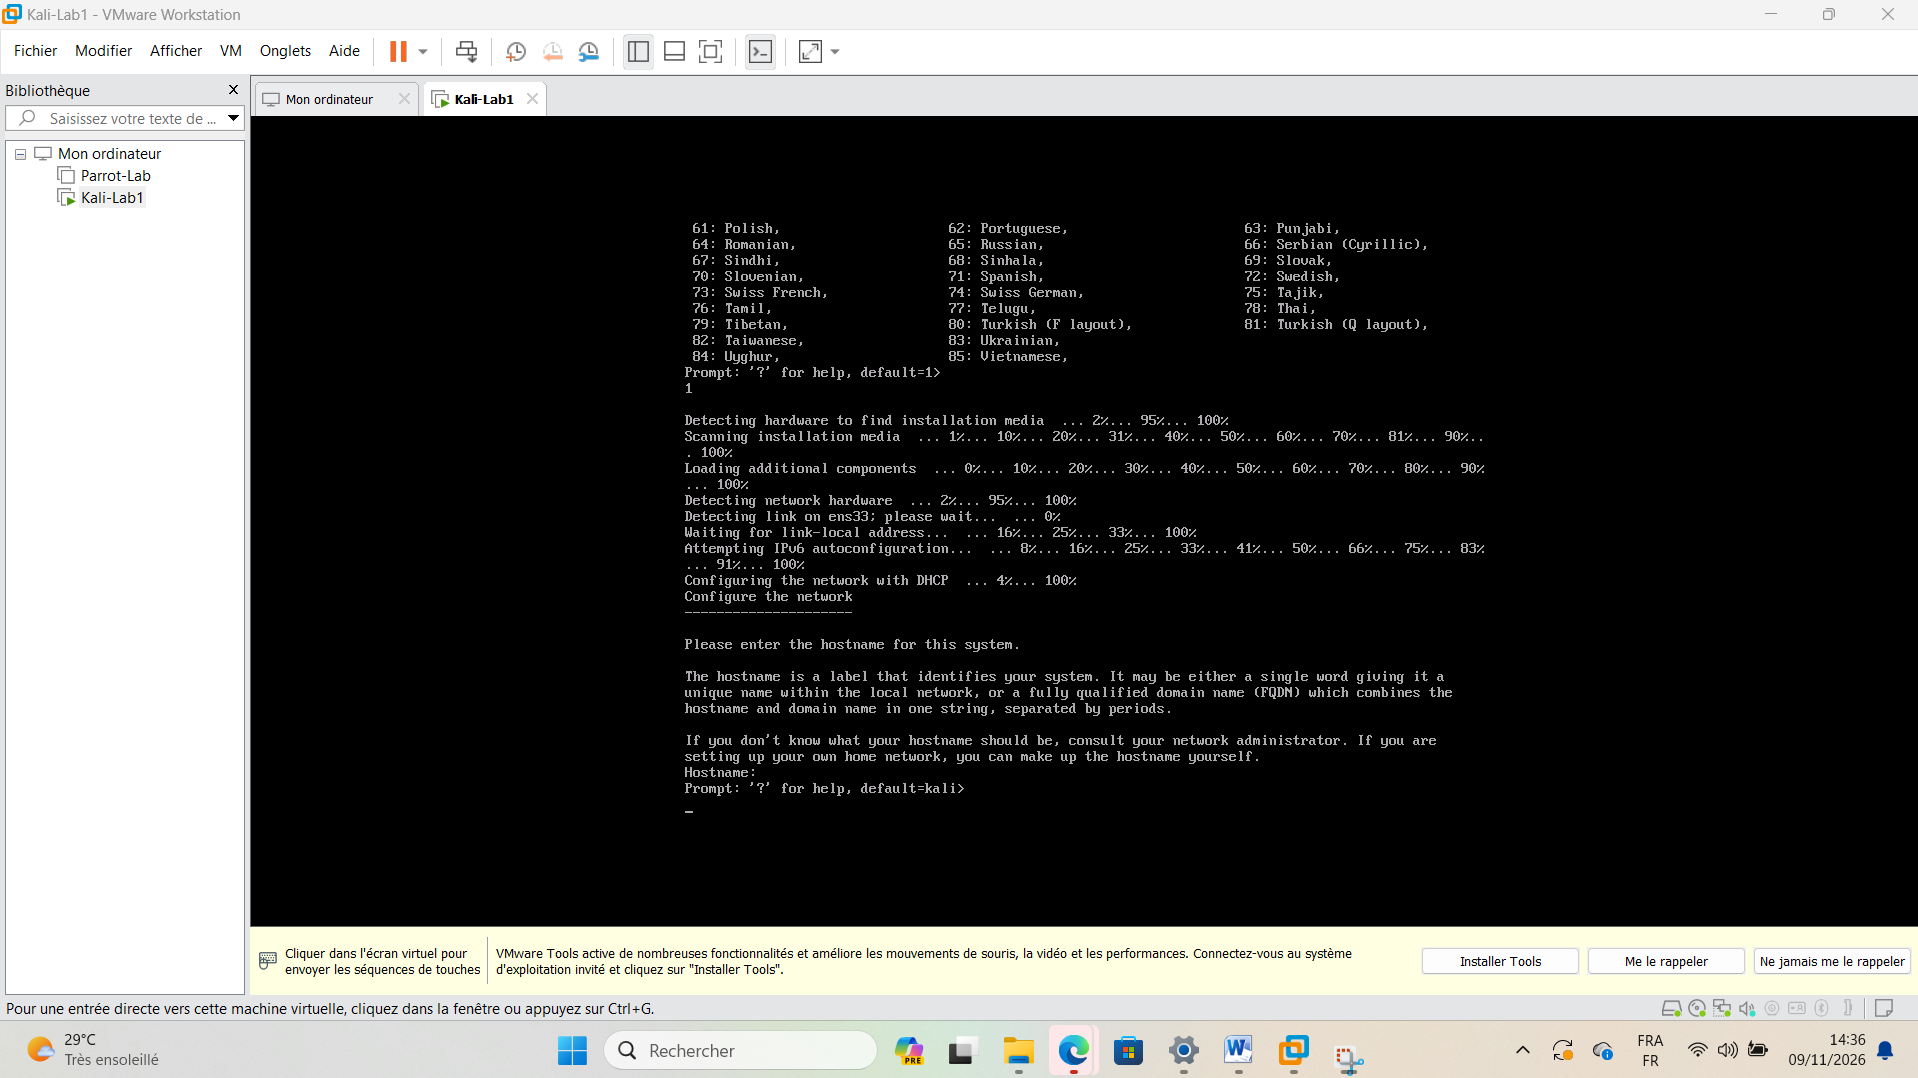 Kali-Lab1 - VMware Workstation
Fichier Modifier Afficher VM Onglets Aide
Bibliothèque
Saisissez votre texte de ...
Mon ordinateur
Parrot-Lab
Kali-Lab1
Mon ordinateur
Kali-Lab1
61: Polish, 62: Portuguese, 63: Punjabi,
64: Romanian, 65: Russian, 66: Serbian (Cyrillic),
67: Sindhi, 68: Sinhala, 69: Slovak,
70: Slovenian, 71: Spanish, 72: Swedish,
73: Swiss French, 74: Swiss German, 75: Tajik,
76: Tamil, 77: Telugu, 78: Thai,
79: Tibetan, 80: Turkish (F layout), 81: Turkish (Q layout),
82: Taiwanese, 83: Ukrainian,
84: Uyghur, 85: Vietnamese,
Prompt: '?' for help, default=1>
1
Detecting hardware to find installation media ... 2%... 95%... 100%
Scanning installation media ... 1%... 10%... 20%... 31%... 40%... 50%... 60%... 70%... 81%... 90%..
. 100%
Loading additional components ... 0%... 10%... 20%... 30%... 40%... 50%... 60%... 70%... 80%... 90%
... 100%
Detecting network hardware ... 2%... 95%... 100%
Detecting link on ens33; please wait... ... 0%
Waiting for link-local address... ... 16%... 25%... 33%... 100%
Attempting IPv6 autoconfiguration... ... 8%... 16%... 25%... 33%... 41%... 50%... 66%... 75%... 83%
... 91%... 100%
Configuring the network with DHCP ... 4%... 100%
Configure the network
---------------------
Please enter the hostname for this system.
The hostname is a label that identifies your system. It may be either a single word giving it a
unique name within the local network, or a fully qualified domain name (FQDN) which combines the
hostname and domain name in one string, separated by periods.
If you don't know what your hostname should be, consult your network administrator. If you are
setting up your own home network, you can make up the hostname yourself.
Hostname:
Prompt: '?' for help, default=kali>
_
Cliquer dans l'écran virtuel pour
envoyer les séquences de touches
VMware Tools active de nombreuses fonctionnalités et améliore les mouvements de souris, la vidéo et les performances. Connectez-vous au système
d'exploitation invité et cliquez sur "Installer Tools".
Installer Tools
Me le rappeler
Ne jamais me le rappeler
Pour une entrée directe vers cette machine virtuelle, cliquez dans la fenêtre ou appuyez sur Ctrl+G.
29°C
Très ensoleillé
Rechercher
PRE
FRA
FR
14:36
09/11/2026